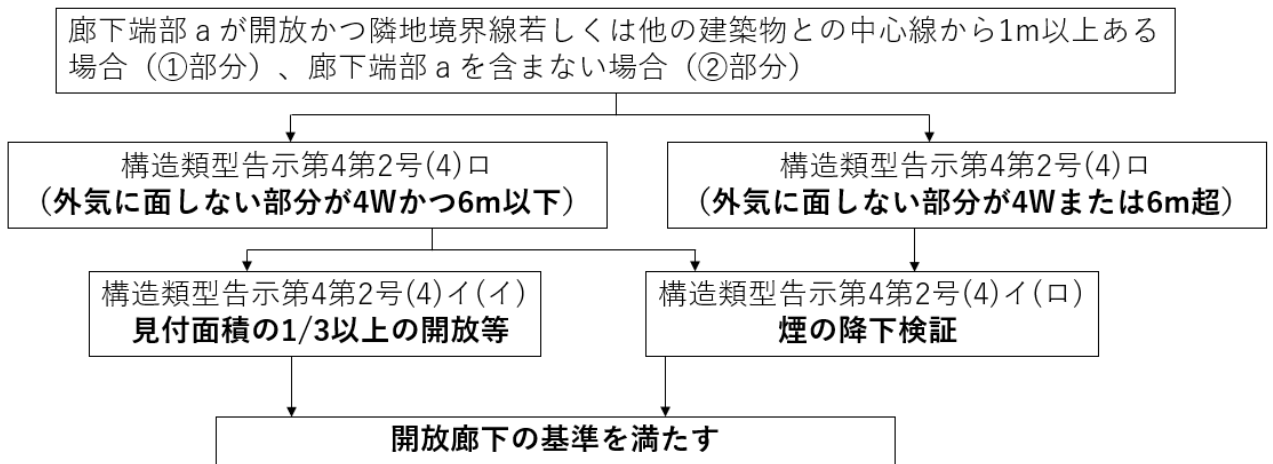 廊下端部ａが開放かつ隣地境界線若しくは他の建築物との中心線から1m以上ある
場合（①部分）、廊下端部ａを含まない場合（②部分）
構造類型告示第4第2号(4)ロ
（外気に面しない部分が4Wかつ6m以下）
構造類型告示第4第2号(4)ロ
（外気に面しない部分が4Wまたは6m超）
構造類型告示第4第2号(4)イ(イ)
見付面積の1/3以上の開放等
構造類型告示第4第2号(4)イ(ロ)
煙の降下検証
開放廊下の基準を満たす